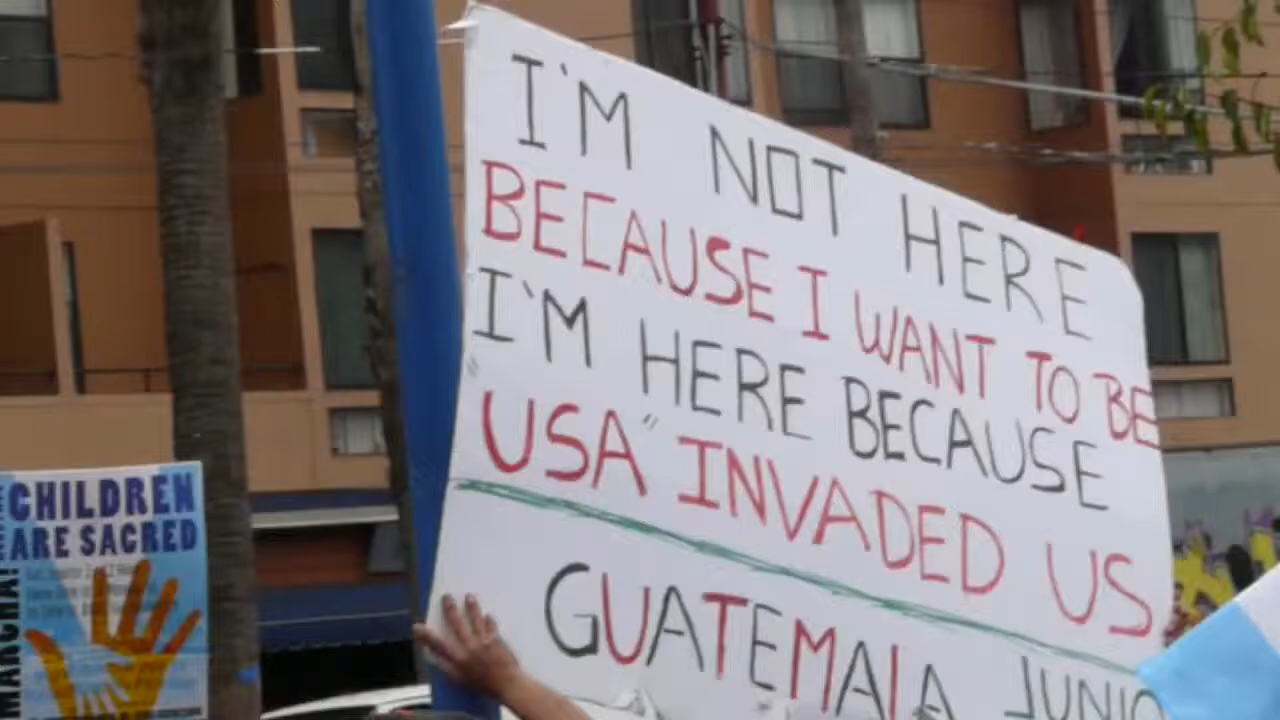 I'M NOT HERE
BECAUSE I WANT TO BE
I'M HERE BECAUSE
USA" INVADED US
GUATEMALA JUNIO
CHILDREN
ARE SACRED
MARCHA!